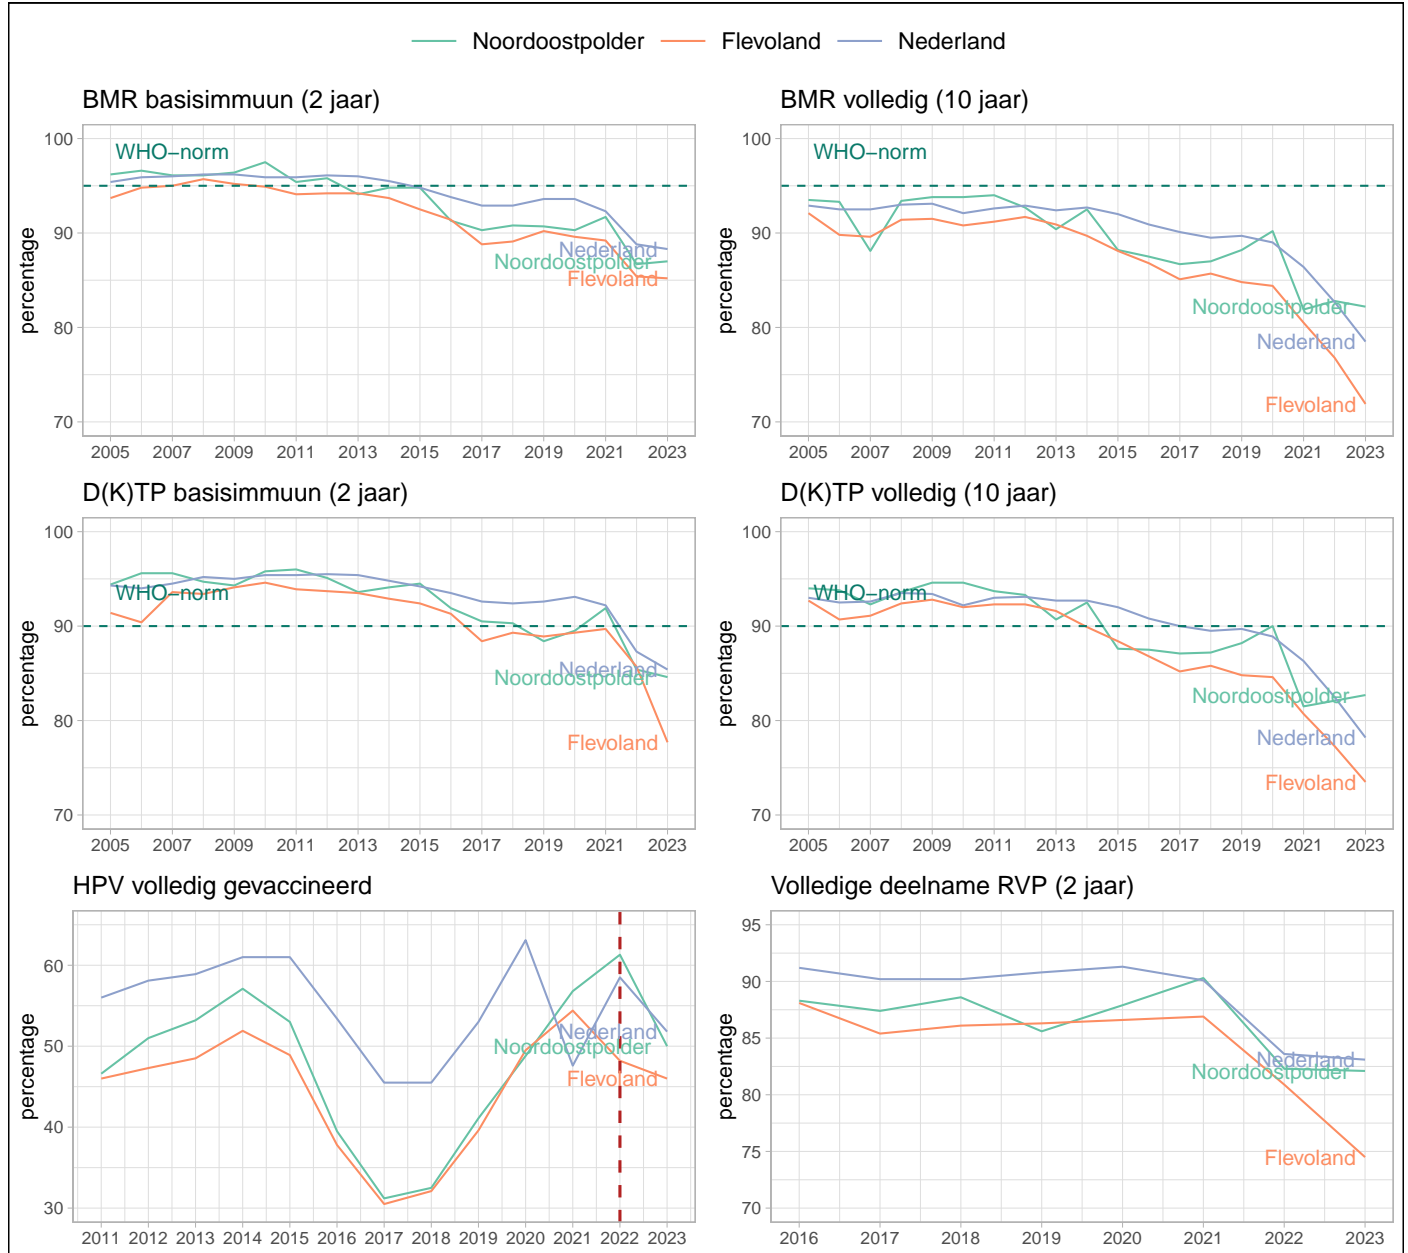 Noordoostpolder Flevoland Nederland
BMR basisimmuun (2 jaar)
percentage
100
90
80
70
WHO–norm
Nederland
Noordoostpolder
Flevoland
2005 2007 2009 2011 2013 2015 2017 2019 2021 2023
BMR volledig (10 jaar)
percentage
100
90
80
70
WHO–norm
Noordoostpolder
Nederland
Flevoland
2005 2007 2009 2011 2013 2015 2017 2019 2021 2023
D(K)TP basisimmuun (2 jaar)
percentage
100
90
80
70
WHO–norm
Nederland
Noordoostpolder
Flevoland
2005 2007 2009 2011 2013 2015 2017 2019 2021 2023
D(K)TP volledig (10 jaar)
percentage
100
90
80
70
WHO–norm
Noordoostpolder
Nederland
Flevoland
2005 2007 2009 2011 2013 2015 2017 2019 2021 2023
HPV volledig gevaccineerd
percentage
60
50
40
30
Nederland
Noordoostpolder
Flevoland
2011 2012 2013 2014 2015 2016 2017 2018 2019 2020 2021 2022 2023
Volledige deelname RVP (2 jaar)
percentage
95
90
85
80
75
70
Nederland
Noordoostpolder
Flevoland
2016 2017 2018 2019 2020 2021 2022 2023